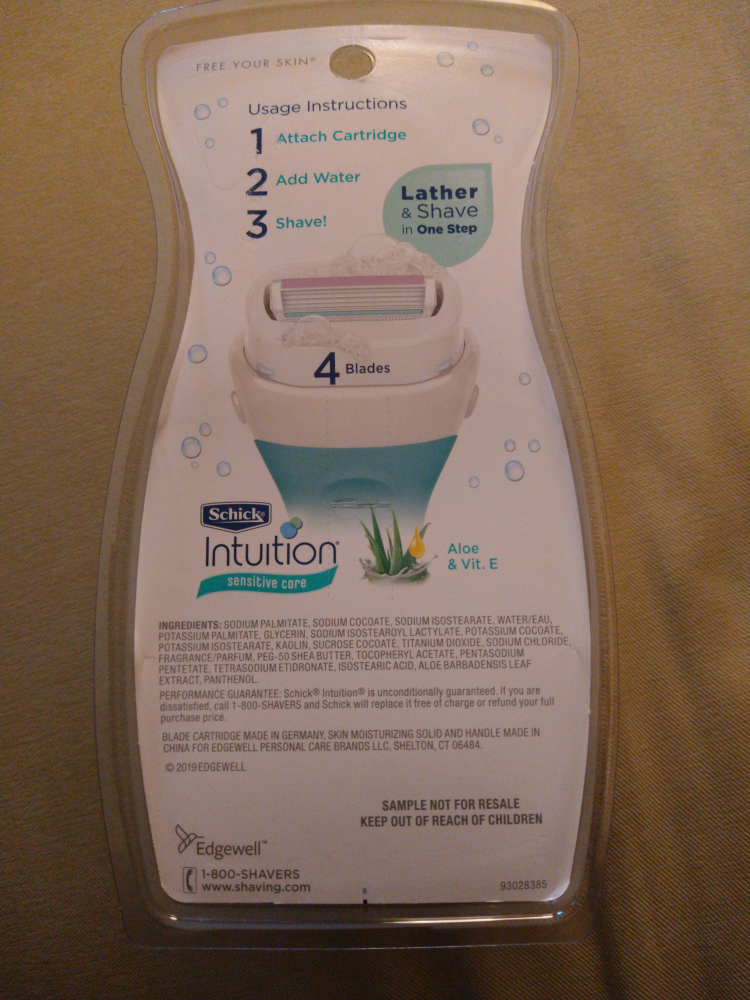 FREE YOUR SKIN®
Usage Instructions
1 Attach Cartridge
2 Add Water
3 Shave!
Lather
& Shave
in One Step
4 Blades
Schick®
Intuition®
sensitive care
Aloe
& Vit. E
INGREDIENTS: SODIUM PALMITATE, SODIUM COCOATE, SODIUM ISOSTEARATE, WATER/EAU,
POTASSIUM PALMITATE, GLYCERIN, SODIUM ISOSTEAROYL LACTYLATE, POTASSIUM COCOATE,
POTASSIUM ISOSTEARATE, KAOLIN, SUCROSE COCOATE, TITANIUM DIOXIDE, SODIUM CHLORIDE,
FRAGRANCE/PARFUM, PEG-50 SHEA BUTTER, TOCOPHERYL ACETATE, PENTASODIUM
PENTETATE, TETRASODIUM ETIDRONATE, ISOSTEARIC ACID, ALOE BARBADENSIS LEAF
EXTRACT, PANTHENOL.
PERFORMANCE GUARANTEE: Schick® Intuition® is unconditionally guaranteed. If you are
dissatisfied, call 1-800-SHAVERS and Schick will replace it free of charge or refund your full
purchase price.
BLADE CARTRIDGE MADE IN GERMANY, SKIN MOISTURIZING SOLID AND HANDLE MADE IN
CHINA FOR EDGEWELL PERSONAL CARE BRANDS LLC, SHELTON, CT 06484.
© 2019 EDGEWELL.
SAMPLE NOT FOR RESALE
KEEP OUT OF REACH OF CHILDREN
Edgewell™
1-800-SHAVERS
www.shaving.com
6
93028385